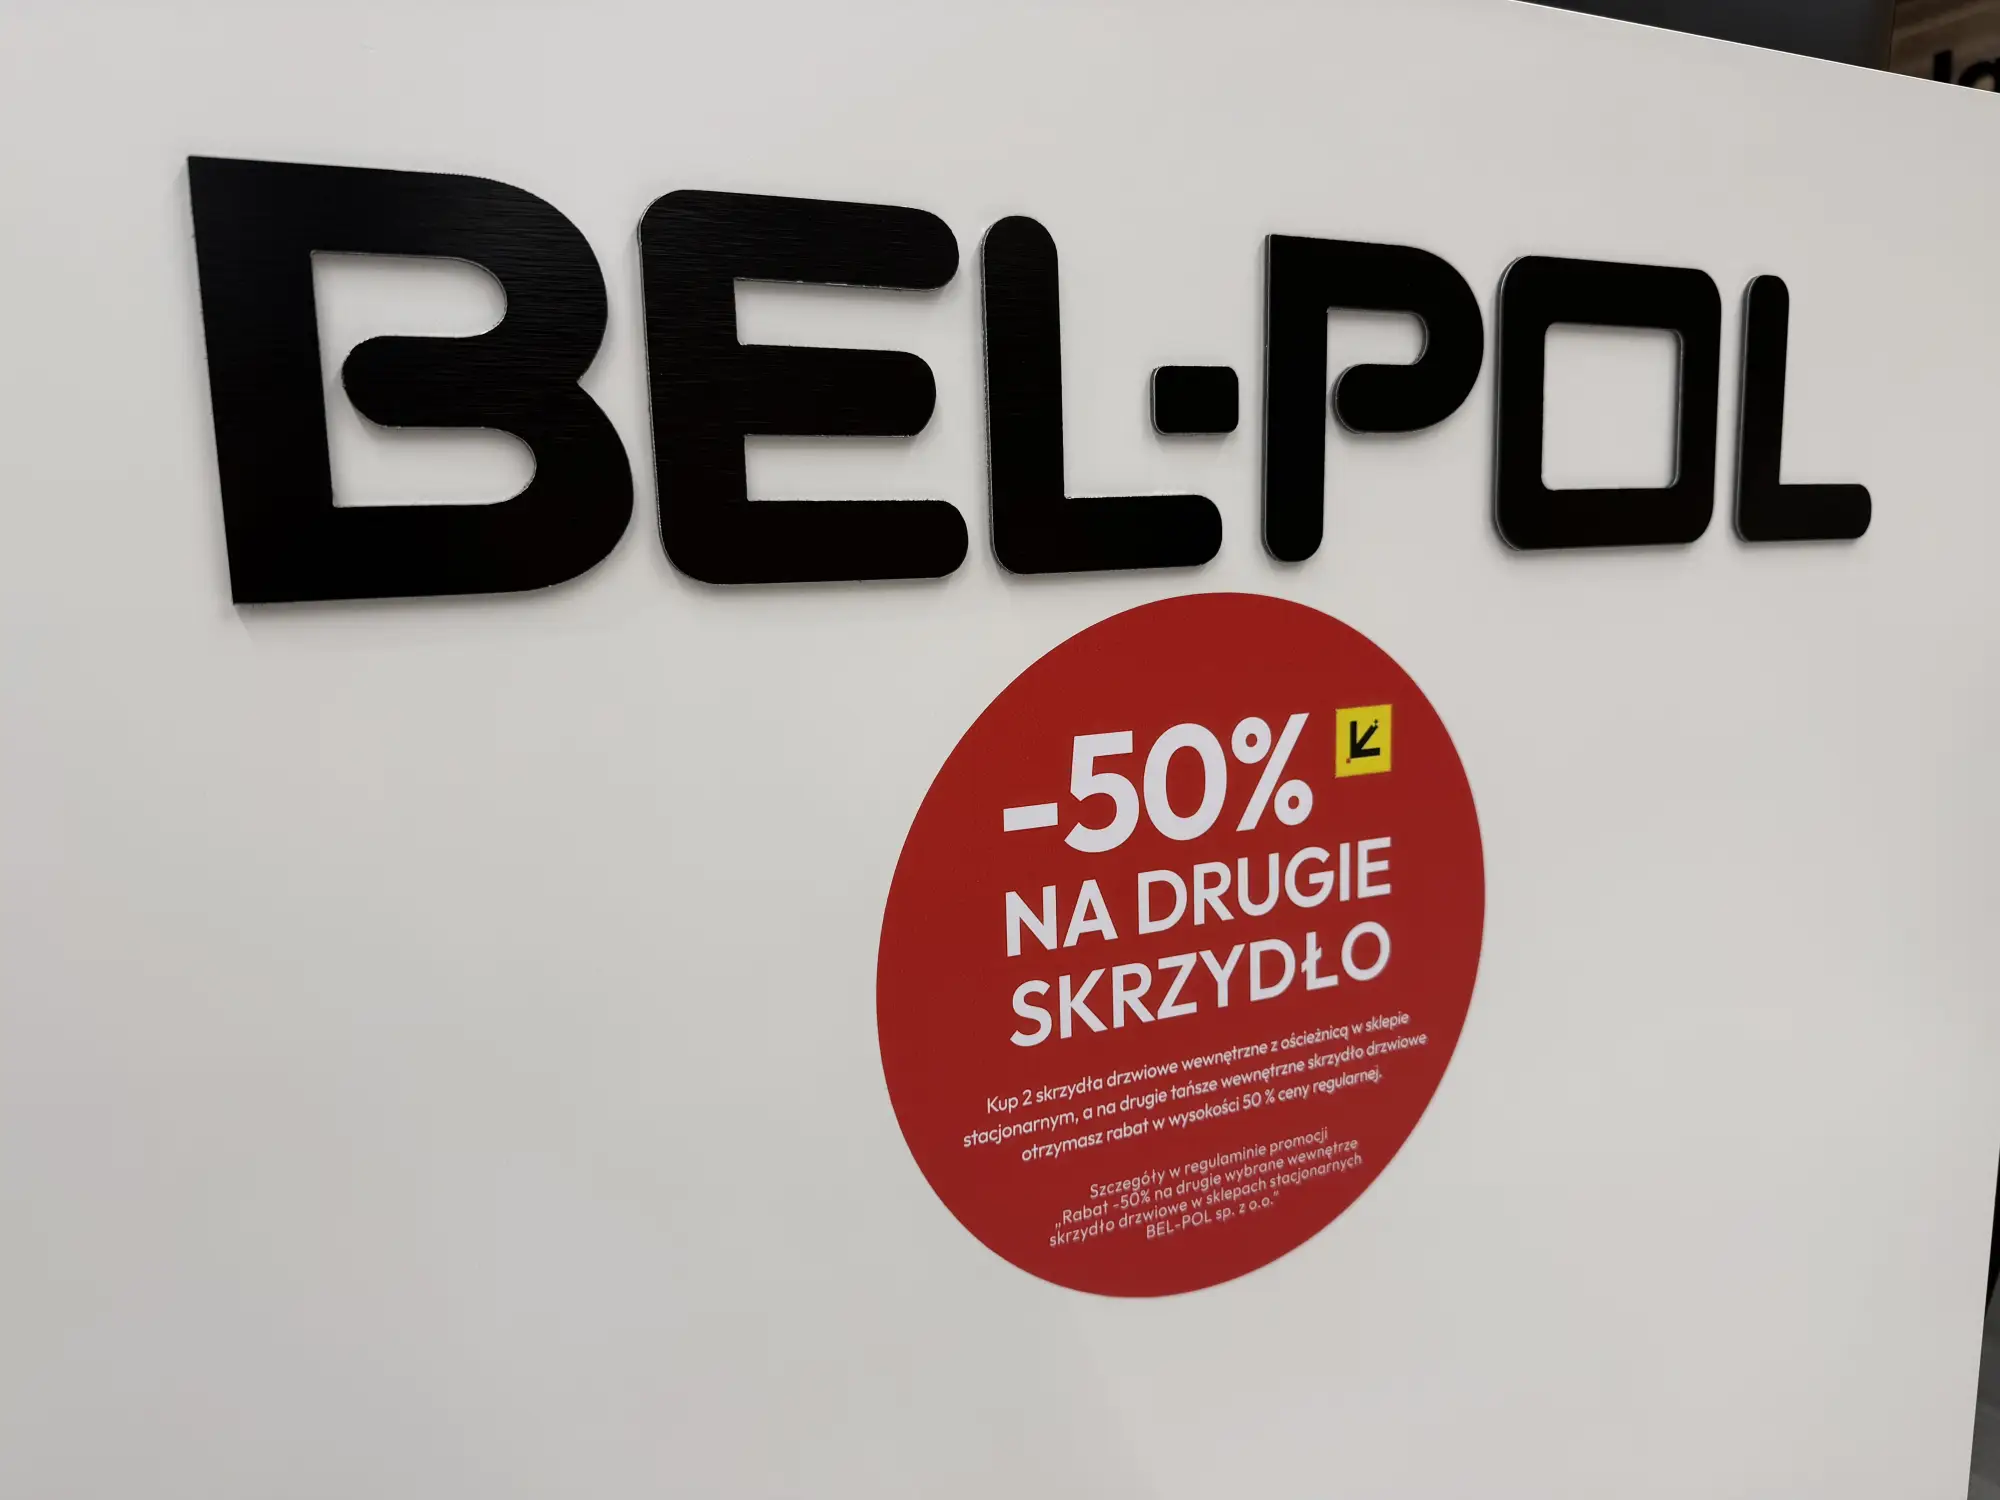 BEL-POL
-50%
NA DRUGIE
SKRZYDŁO
Kup 2 skrzydła drzwiowe wewnętrzne z ościeżnicą w sklepie
stacjonarnym, a na drugie tańsze wewnętrzne skrzydło drzwiowe
otrzymasz rabat w wysokości 50 % ceny regularnej.
Szczegóły w regulaminie promocji
„Rabat -50% na drugie wybrane wewnętrze
skrzydło drzwiowe w sklepach stacjonarnych
BEL-POL sp. z o.o.”